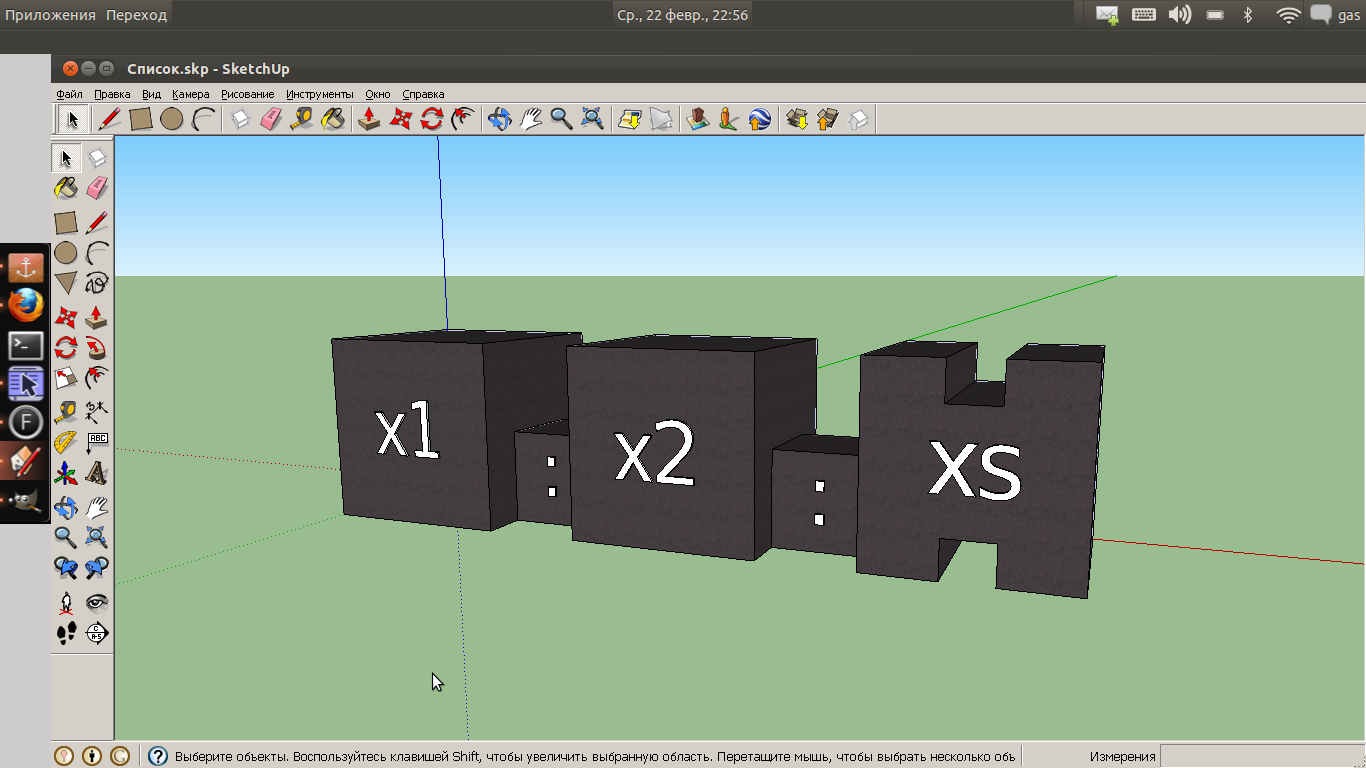 Приложения Переход Ср., 22 февр., 22:56 gas
Список.skp - SketchUp
Файл Правка Вид Камера Рисование Инструменты Окно Справка
ABC
x1 : x2 : XS
Выберите объекты. Воспользуйтесь клавишей Shift, чтобы увеличить выбранную область. Перетащите мышь, чтобы выбрать несколько объ Измерения